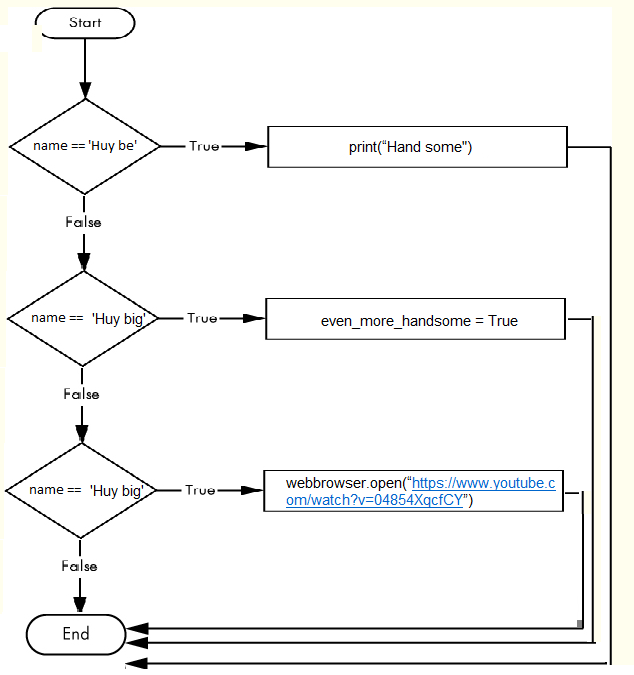 Start
name == 'Huy be'
True
print(“Hand some")
False
name == 'Huy big'
True
even_more_handsome = True
False
name == 'Huy big'
True
webbrowser.open(“https://www.youtube.c
om/watch?v=04854XqcfCY”)
False
End